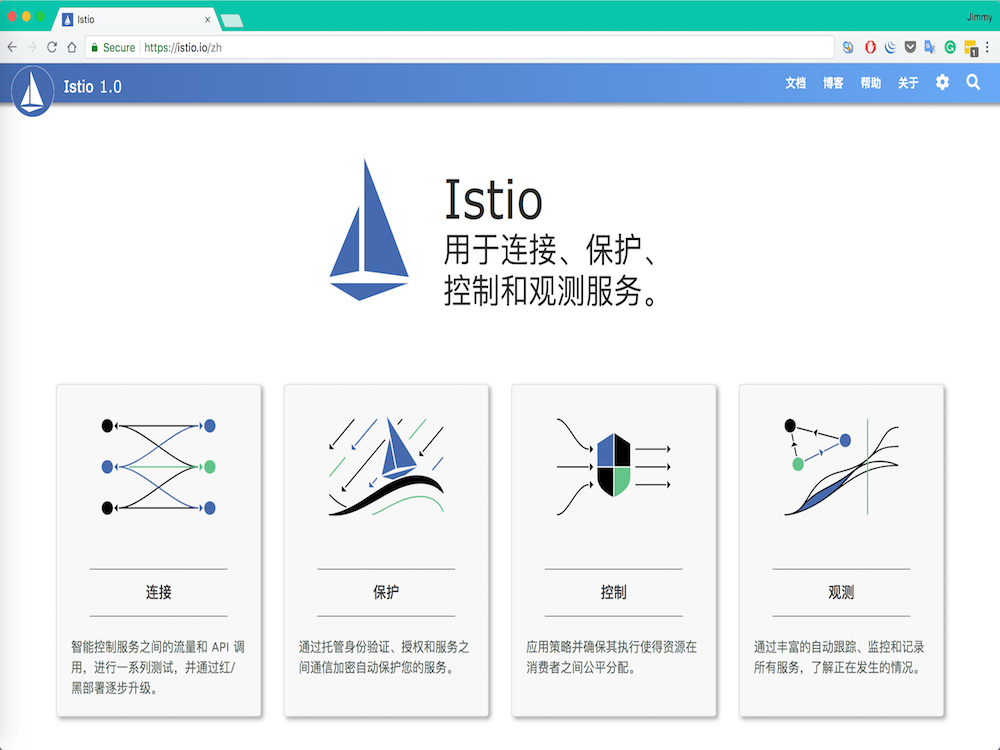 Istio
Jimmy
Secure https://istio.io/zh
Istio 1.0
文档 博客 帮助 关于
Istio
用于连接、保护、
控制和观测服务。
连接
智能控制服务之间的流量和 API 调
用，进行一系列测试，并通过红/
黑部署逐步升级。
保护
通过托管身份验证、授权和服务之
间通信加密自动保护您的服务。
控制
应用策略并确保其执行使得资源在
消费者之间公平分配。
观测
通过丰富的自动跟踪、监控和记录
所有服务，了解正在发生的情况。